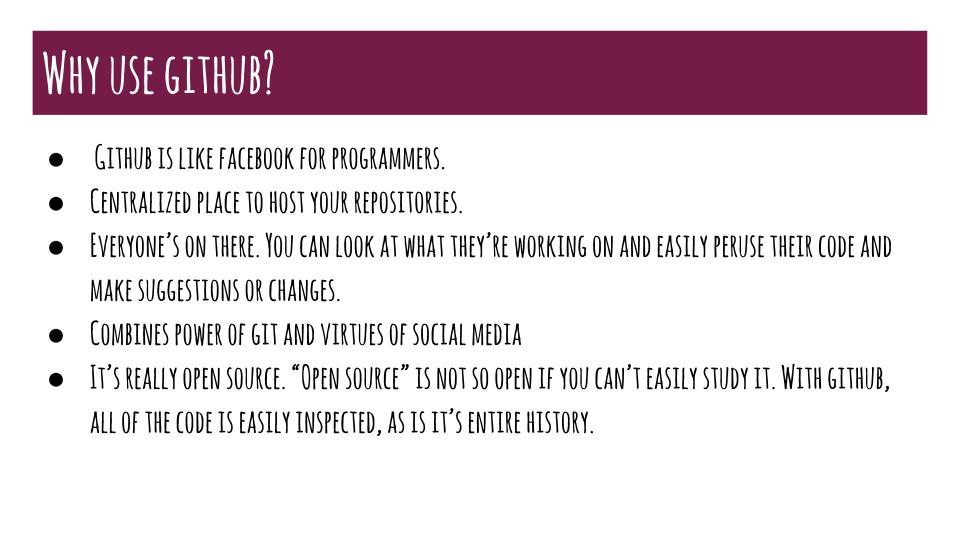 Why use github?
● Github is like facebook for programmers.
● Centralized place to host your repositories.
● Everyone’s on there. You can look at what they’re working on and easily peruse their code and
make suggestions or changes.
● Combines power of git and virtues of social media
● It’s really open source. “Open source” is not so open if you can’t easily study it. With github,
all of the code is easily inspected, as is it’s entire history.